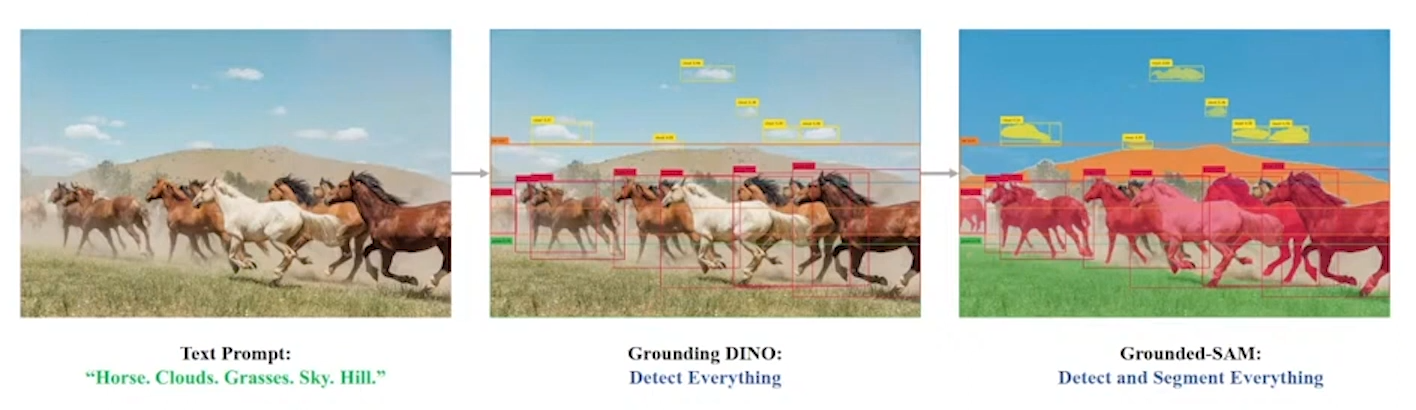 Text Prompt:
“Horse. Clouds. Grasses. Sky. Hill.”
Grounding DINO:
Detect Everything
Grounded-SAM:
Detect and Segment Everything